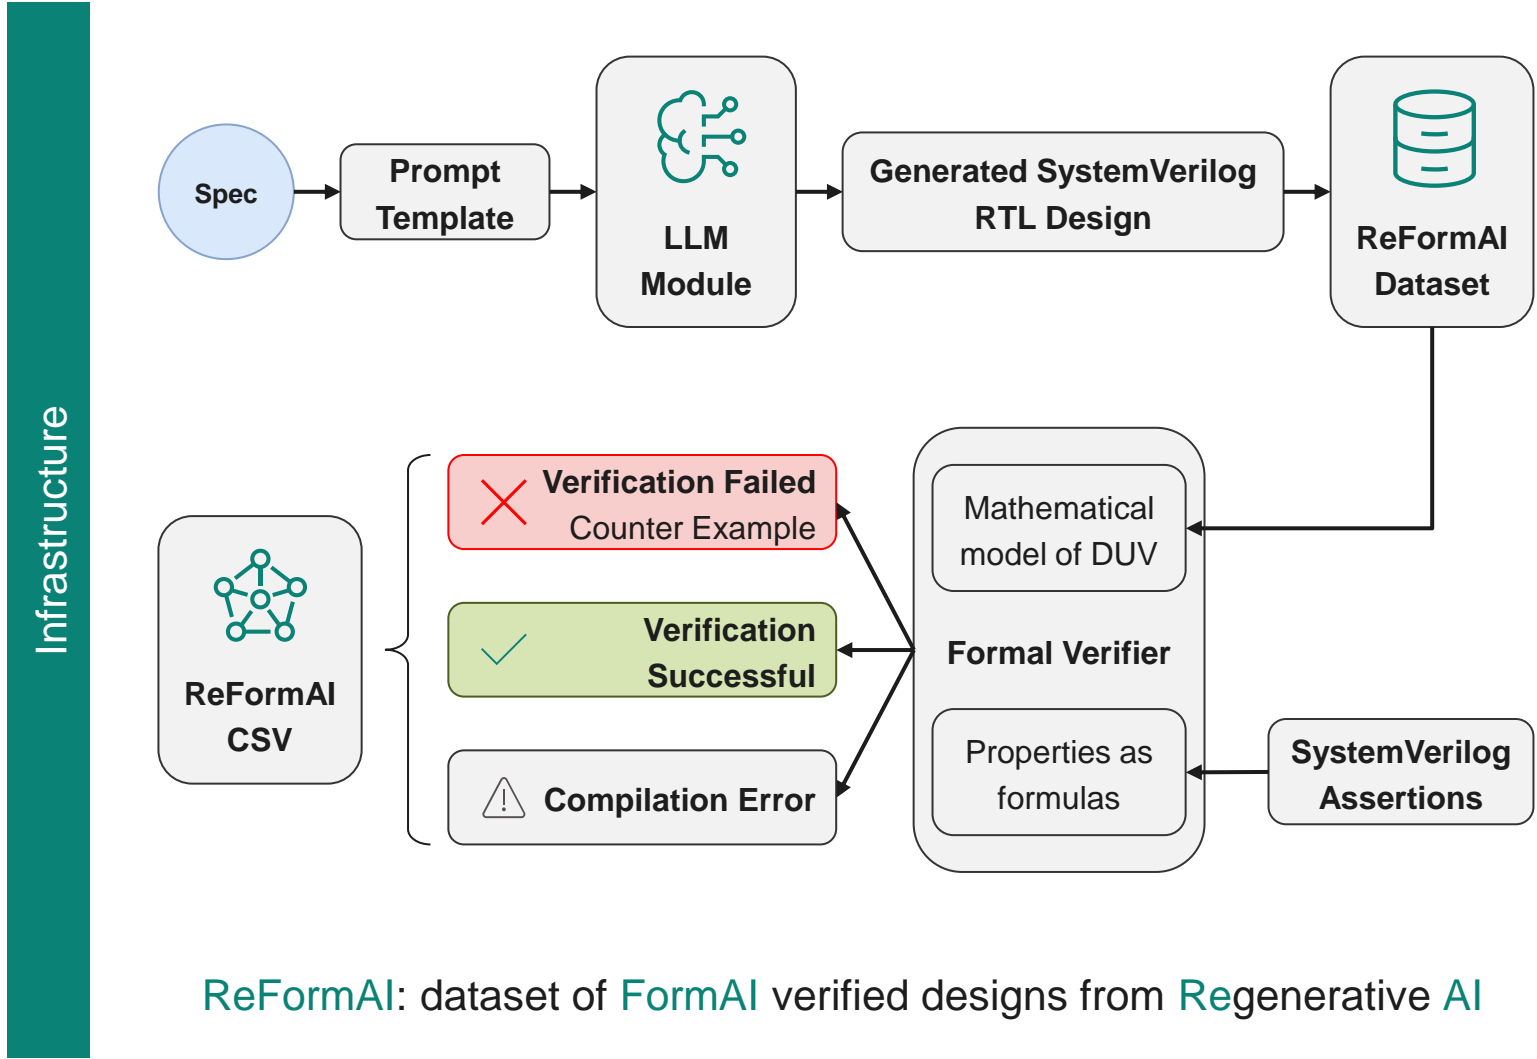 Infrastructure
Spec
Prompt
Template
LLM
Module
Generated SystemVerilog
RTL Design
ReFormAI
Dataset
Verification Failed
Counter Example
Verification
Successful
Compilation Error
ReFormAI
CSV
Mathematical
model of DUV
Formal Verifier
Properties as
formulas
SystemVerilog
Assertions
ReFormAI: dataset of FormAI verified designs from Regenerative AI